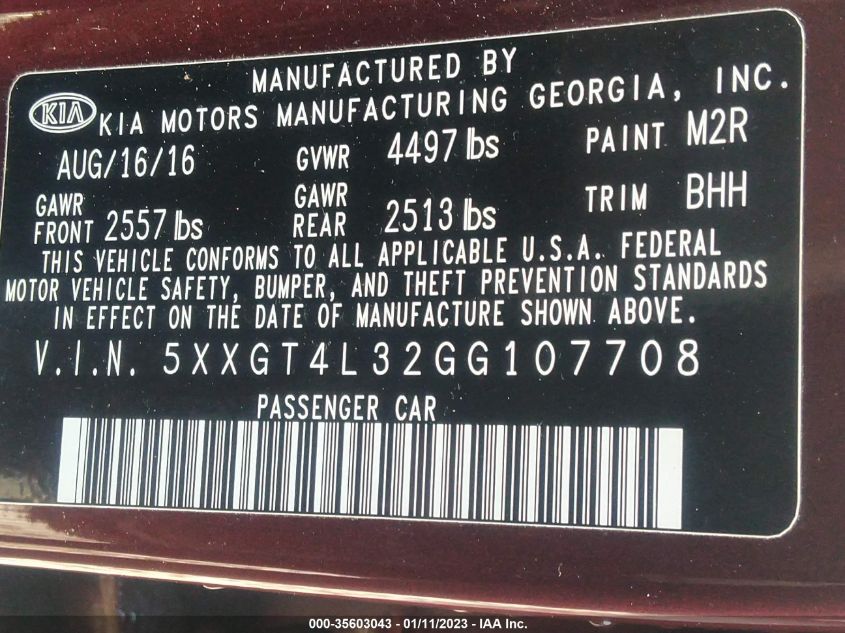 MANUFACTURED BY
KIA KIA MOTORS MANUFACTURING GEORGIA, INC.
AUG/16/16 GVWR 4497 lbs PAINT M2R
GAWR FRONT 2557 lbs GAWR REAR 2513 lbs TRIM BHH
THIS VEHICLE CONFORMS TO ALL APPLICABLE U.S.A. FEDERAL
MOTOR VEHICLE SAFETY, BUMPER, AND THEFT PREVENTION STANDARDS
IN EFFECT ON THE DATE OF MANUFACTURE SHOWN ABOVE.
V.I.N. 5XXGT4L32GG107708
PASSENGER CAR
000-35603043 - 01/11/2023 - IAA Inc.